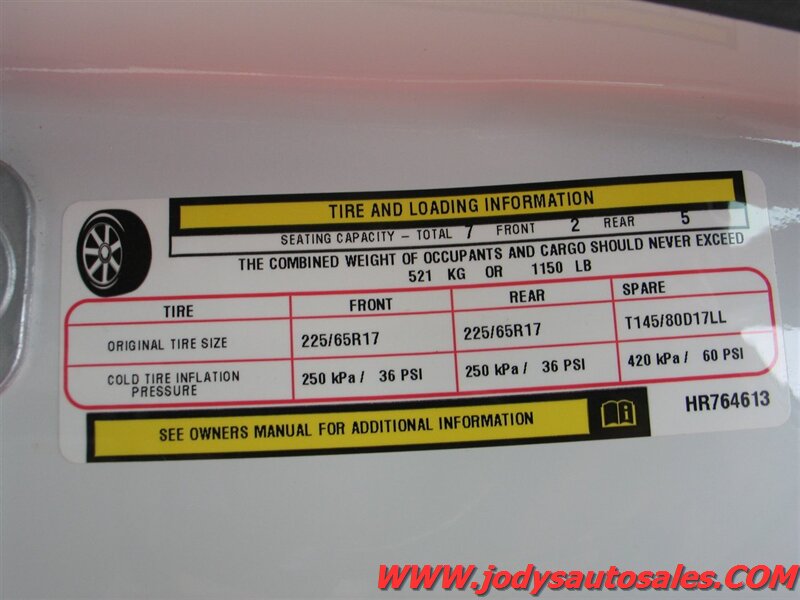 TIRE AND LOADING INFORMATION
SEATING CAPACITY – TOTAL 7 FRONT 2 REAR 5
THE COMBINED WEIGHT OF OCCUPANTS AND CARGO SHOULD NEVER EXCEED
521 KG OR 1150 LB
TIRE FRONT REAR SPARE
ORIGINAL TIRE SIZE 225/65R17 225/65R17 T145/80D17LL
COLD TIRE INFLATION
PRESSURE 250 kPa / 36 PSI 250 kPa / 36 PSI 420 kPa / 60 PSI
SEE OWNERS MANUAL FOR ADDITIONAL INFORMATION
HR764613
WWW.jodysautosales.COM